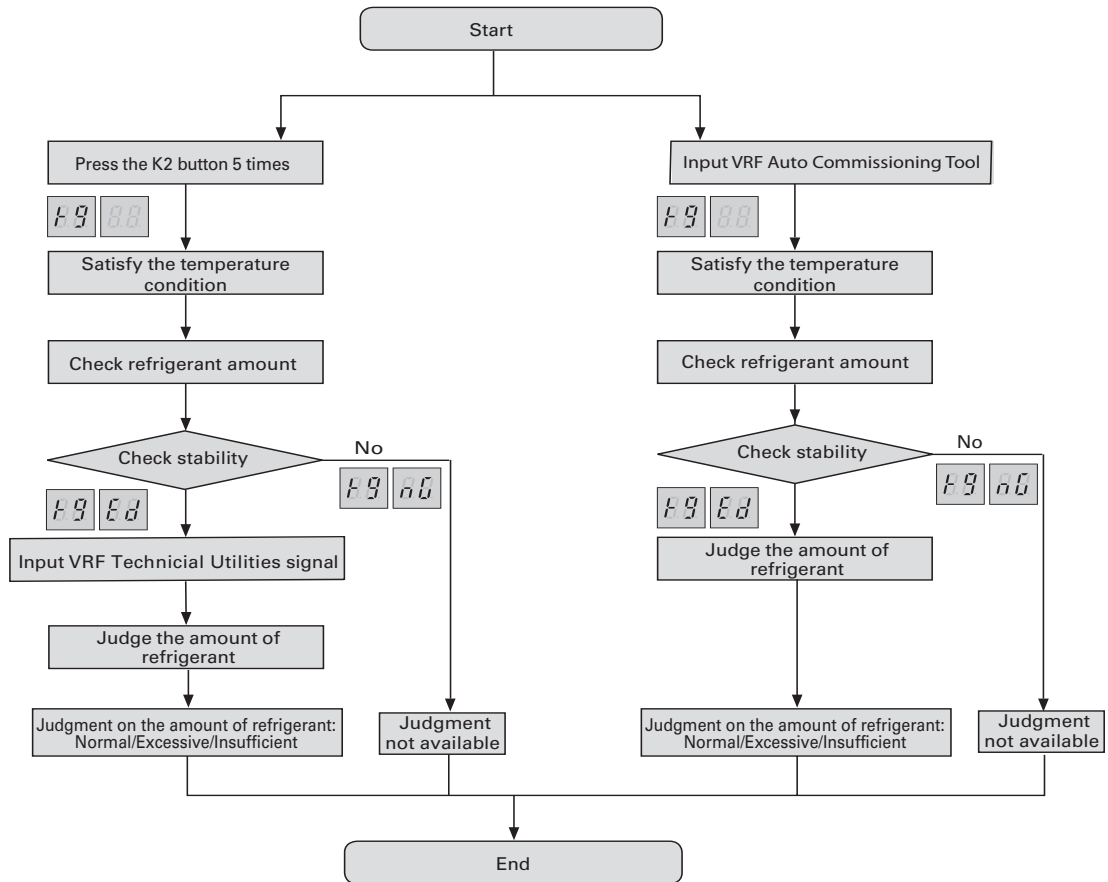 Start
Press the K2 button 5 times
Input VRF Auto Commissioning Tool
Satisfy the temperature
condition
Satisfy the temperature
condition
Check refrigerant amount
Check refrigerant amount
Check stability
No
Check stability
No
Input VRF Technicial Utilities signal
Judge the amount of
refrigerant
Judge the amount of
refrigerant
Judgment on the amount of refrigerant:
Normal/Excessive/Insufficient
Judgment
not available
Judgment on the amount of refrigerant:
Normal/Excessive/Insufficient
Judgment
not available
End